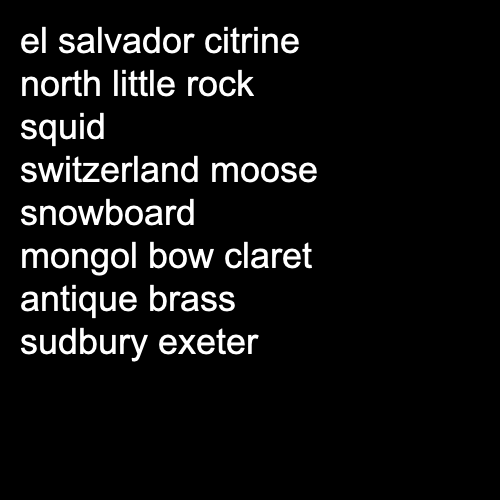 el salvador citrine
north little rock
squid
switzerland moose
snowboard
mongol bow claret
antique brass
sudbury exeter